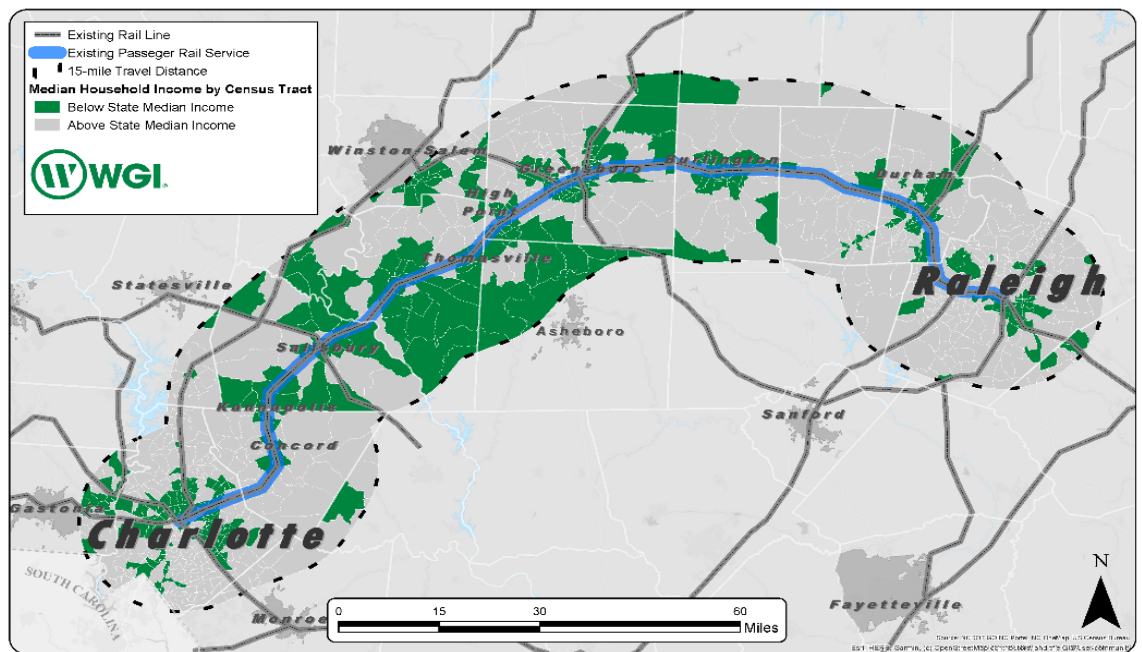 Existing Rail Line
Existing Passeger Rail Service
15-mile Travel Distance
Median Household Income by Census Tract
Below State Median Income
Above State Median Income
WGI
Winston-Salem
Greensboro
Burlington
Durham
High
Point
Thomasville
Raleigh
Statesville
Asheboro
Salisbury
Kannapolis
Sanford
Concord
Gastonia
Charlotte
SOUTH CAROLINA
Monroe
Fayetteville
N
0 15 30 60
Miles